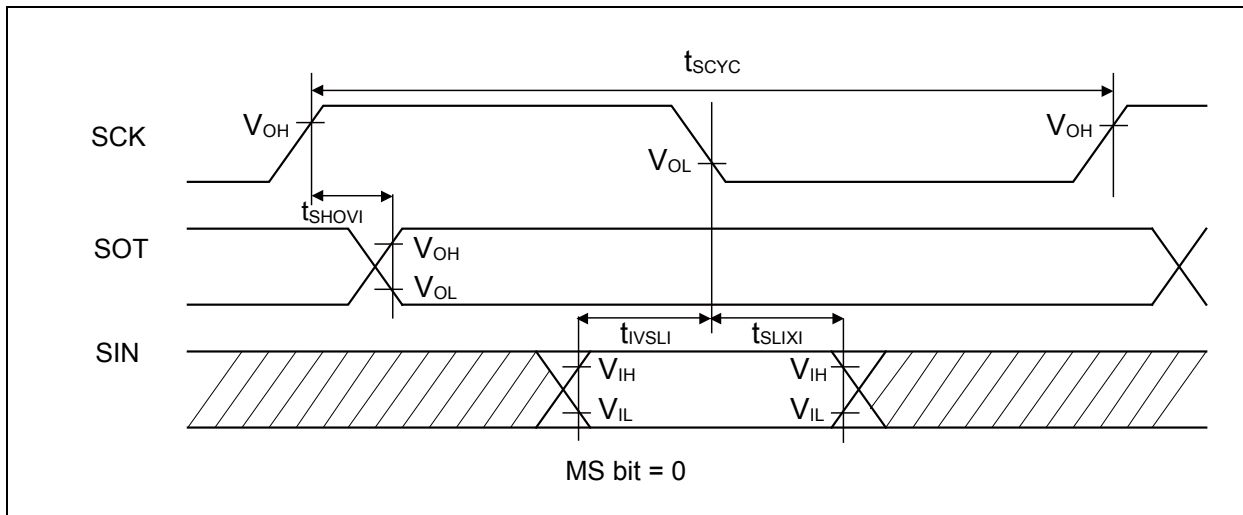 tSCYC
SCK
VOH
VOL
VOH
tSHOVI
SOT
VOH
VOL
SIN
tIVSLI
tSLIXI
VIH
VIL
VIH
VIL
MS bit = 0